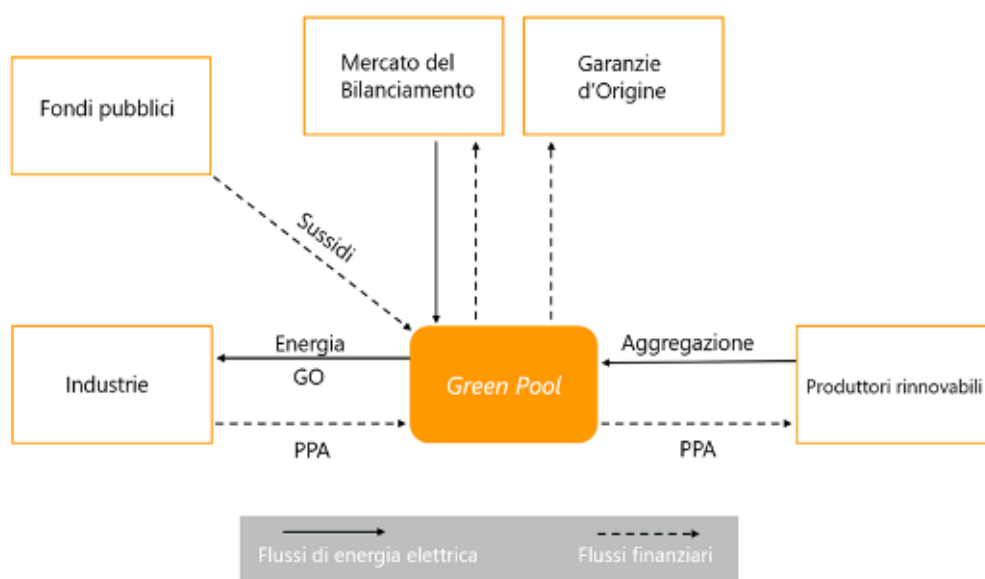 Fondi pubblici
Mercato del
Bilanciamento
Garanzie
d'Origine
Sussidi
Industrie
Energia
GO
PPA
Green Pool
Aggregazione
PPA
Produttori rinnovabili
Flussi di energia elettrica
Flussi finanziari